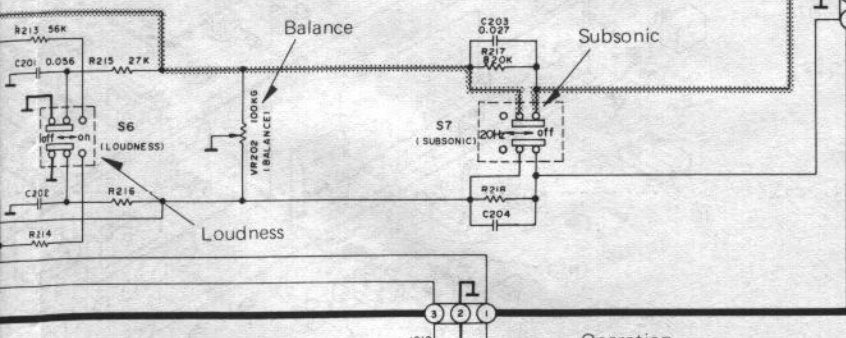 R213 56K
C201 0.056 R215 27K
Balance
C203
0.027
R217
820K
Subsonic
S6
(LOUDNESS)
off on
VR202 100KG
(BALANCE)
S7
(SUBSONIC)
20Hz off
C202
R216
R218
C204
R214
Loudness
3 2 1